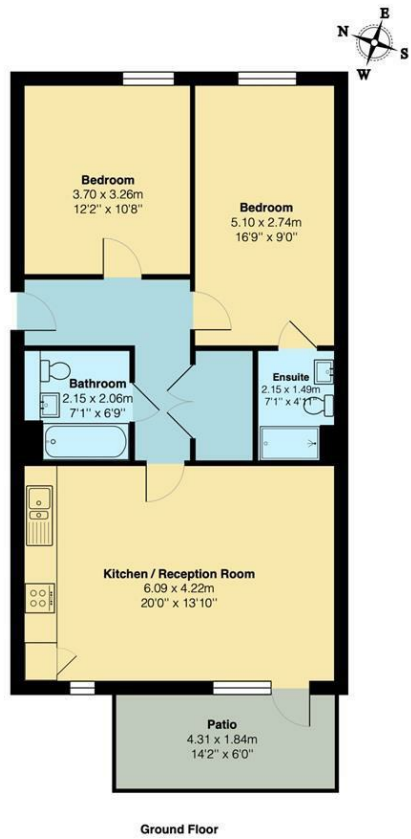 E
N
S
W
Bedroom
3.70 x 3.26m
12'2" x 10'8"
Bedroom
5.10 x 2.74m
16'9" x 9'0"
Bathroom
2.15 x 2.06m
7'1" x 6'9"
Ensuite
2.15 x 1.49m
7'1" x 4'11"
Kitchen / Reception Room
6.09 x 4.22m
20'0" x 13'10"
Patio
4.31 x 1.84m
14'2" x 6'0"
Ground Floor